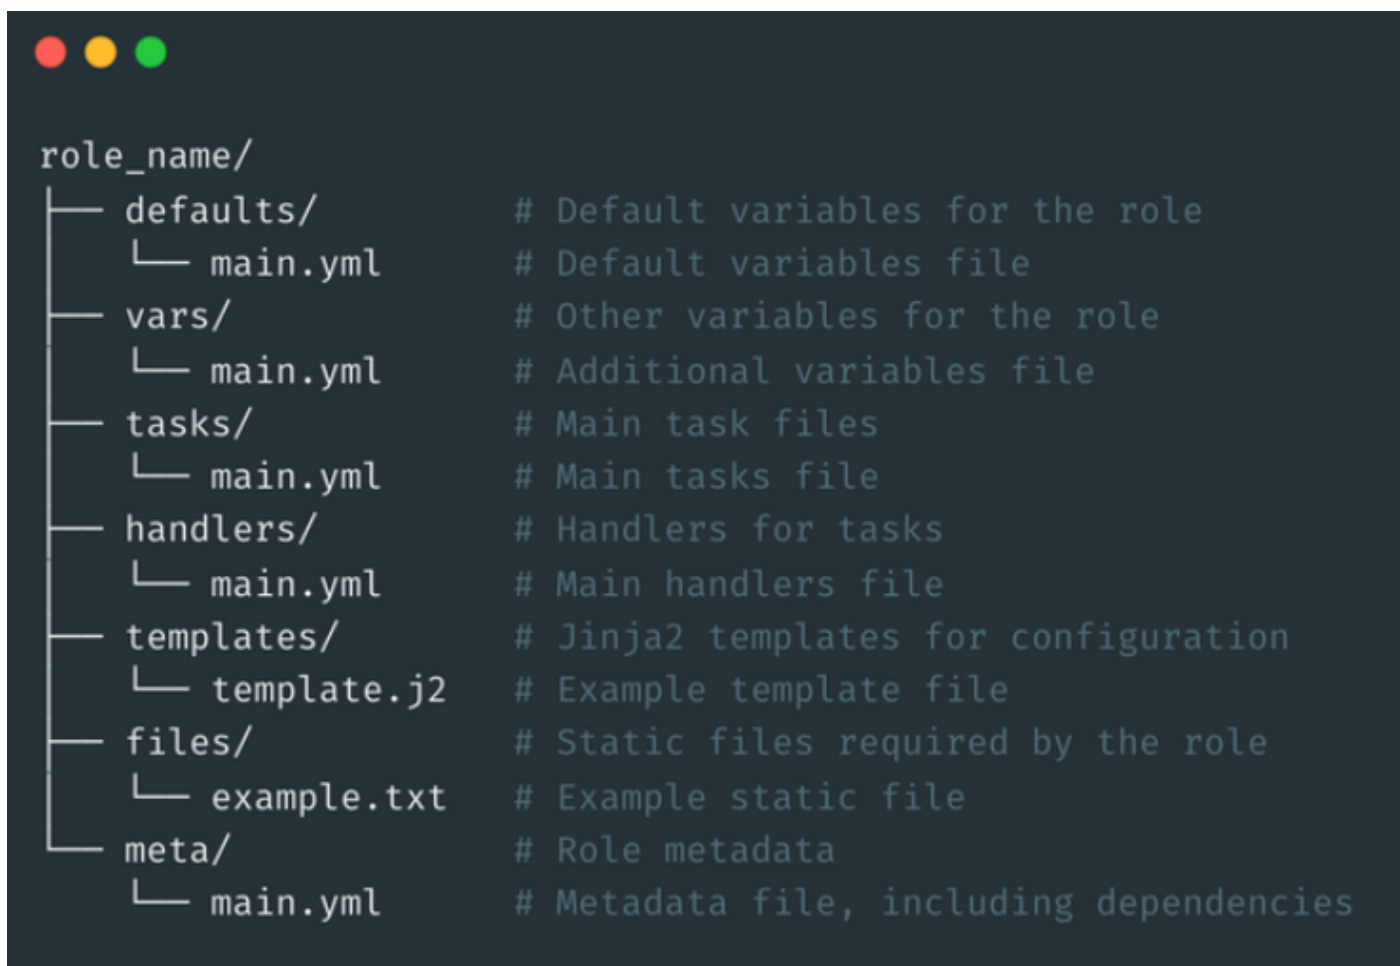 role_name/
├── defaults/         # Default variables for the role
│   └── main.yml      # Default variables file
├── vars/             # Other variables for the role
│   └── main.yml      # Additional variables file
├── tasks/            # Main task files
│   └── main.yml      # Main tasks file
├── handlers/         # Handlers for tasks
│   └── main.yml      # Main handlers file
├── templates/        # Jinja2 templates for configuration
│   └── template.j2   # Example template file
├── files/            # Static files required by the role
│   └── example.txt   # Example static file
└── meta/             # Role metadata
    └── main.yml      # Metadata file, including dependencies